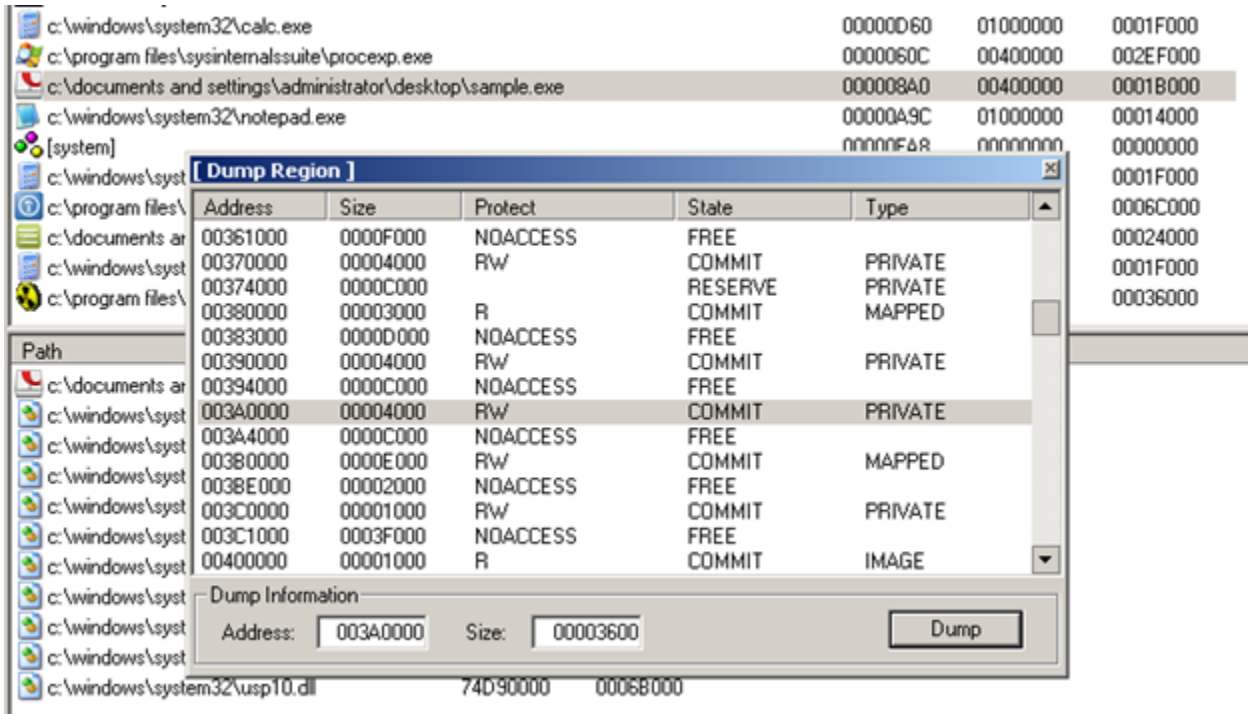 c:\windows\system32\calc.exe 00000D60 01000000 0001F000
c:\program files\sysinternalssuite\procexp.exe 0000060C 00400000 002EF000
c:\documents and settings\administrator\desktop\sample.exe 000008A0 00400000 0001B000
c:\windows\system32\notepad.exe 00000A9C 01000000 00014000
[system] 00000EA8 00000000 00000000
c:\windows\syst 0001F000
c:\program files\ 0006C000
c:\documents ar 00024000
c:\windows\syst 0001F000
c:\program files\ 00036000
[ Dump Region ]
Address Size Protect State Type
00361000 0000F000 NOACCESS FREE
00370000 00004000 RW COMMIT PRIVATE
00374000 0000C000 RESERVE PRIVATE
00380000 00003000 R COMMIT MAPPED
00383000 0000D000 NOACCESS FREE
00390000 00004000 RW COMMIT PRIVATE
00394000 0000C000 NOACCESS FREE
003A0000 00004000 RW COMMIT PRIVATE
003A4000 0000C000 NOACCESS FREE
003B0000 0000E000 RW COMMIT MAPPED
003BE000 00002000 NOACCESS FREE
003C0000 00001000 RW COMMIT PRIVATE
003C1000 0003F000 NOACCESS FREE
00400000 00001000 R COMMIT IMAGE
Dump Information
Address: 003A0000 Size: 00003600 Dump
Path
c:\documents ar
c:\windows\syst
c:\windows\syst
c:\windows\syst
c:\windows\syst
c:\windows\syst
c:\windows\syst
c:\windows\syst
c:\windows\syst
c:\windows\syst
c:\windows\system32\usp10.dll 74D90000 0006B000